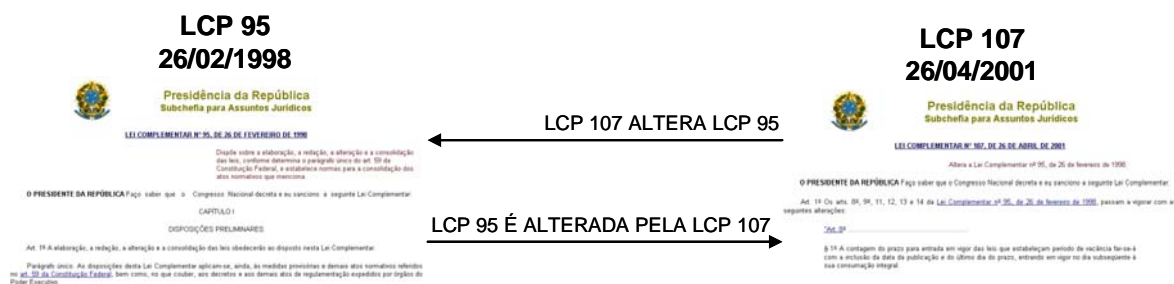 LCP 95
26/02/1998
Presidência da República
Subchefia para Assuntos Jurídicos
LEI COMPLEMENTAR Nº 95, DE 26 DE FEVEREIRO DE 1998
Dispõe sobre a elaboração, a redação, a alteração e a consolidação
das leis, conforme determina o parágrafo único do art. 59 da
Constituição Federal, e estabelece normas para a consolidação dos
atos normativos que menciona.
O PRESIDENTE DA REPÚBLICA Faço saber que o Congresso Nacional decreta e eu sanciono a seguinte Lei Complementar:
CAPÍTULO I
DISPOSIÇÕES PRELIMINARES
Art. 1º A elaboração, a redação, a alteração e a consolidação das leis obedecerão ao disposto nesta Lei Complementar.
Parágrafo único. As disposições desta Lei Complementar aplicam-se, ainda, às medidas provisórias e demais atos normativos referidos
no art. 59 da Constituição Federal, bem como, no que couber, aos decretos e aos demais atos de regulamentação expedidos por órgãos do
Poder Executivo.
LCP 107 ALTERA LCP 95
LCP 95 É ALTERADA PELA LCP 107
LCP 107
26/04/2001
Presidência da República
Subchefia para Assuntos Jurídicos
LEI COMPLEMENTAR Nº 107, DE 26 DE ABRIL DE 2001
Altera a Lei Complementar nº 95, de 26 de fevereiro de 1998.
O PRESIDENTE DA REPÚBLICA Faço saber que o Congresso Nacional decreta e eu sanciono a seguinte Lei Complementar:
Art. 1º Os arts. 8º, 9º, 11, 12, 13 e 14 da Lei Complementar nº 95, de 26 de fevereiro de 1998, passam a vigorar com as
seguintes alterações:
"Art. 8º
§ 1º A contagem do prazo para entrada em vigor das leis que estabeleçam período de vacância far-se-á
com a inclusão da data da publicação e do último dia do prazo, entrando em vigor no dia subseqüente à
sua consumação integral.